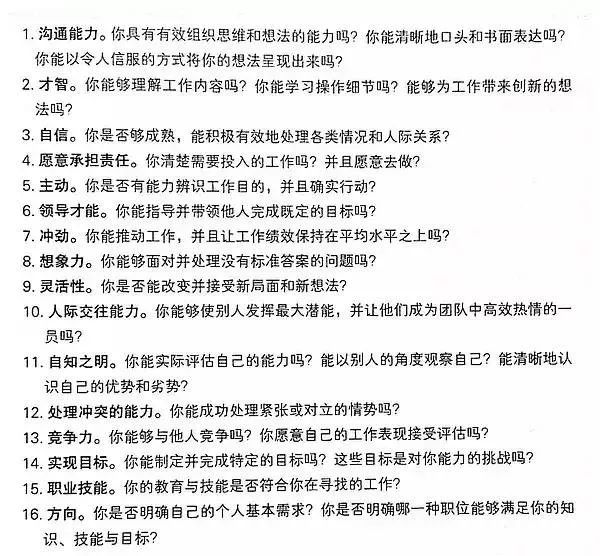 1. 沟通能力。你具有有效组织思维和想法的能力吗？你能清晰地口头和书面表达吗？
你能以令人信服的方式将你的想法呈现出来吗？
2. 才智。你能够理解工作内容吗？你能学习操作细节吗？能够为工作带来创新的想
法吗？
3. 自信。你是否够成熟，能积极有效地处理各类情况和人际关系？
4. 愿意承担责任。你清楚需要投入的工作吗？并且愿意去做？
5. 主动。你是否有能力辨识工作目的，并且确实行动？
6. 领导才能。你能指导并带领他人完成既定的目标吗？
7. 冲劲。你能推动工作，并且让工作绩效保持在平均水平之上吗？
8. 想象力。你能够面对并处理没有标准答案的问题吗？
9. 灵活性。你是否能改变并接受新局面和新想法？
10. 人际交往能力。你能够使别人发挥最大潜能，并让他们成为团队中高效热情的一
员吗？
11. 自知之明。你能实际评估自己的能力吗？能以别人的角度观察自己？能清晰地认
识自己的优势和劣势？
12. 处理冲突的能力。你能成功处理紧张或对立的情势吗？
13. 竞争力。你能够与他人竞争吗？你愿意自己的工作表现接受评估吗？
14. 实现目标。你能制定并完成特定的目标吗？这些目标是对你能力的挑战吗？
15. 职业技能。你的教育与技能是否符合你在寻找的工作？
16. 方向。你是否明确自己的个人基本需求？你是否明确哪一种职位能够满足你的知
识、技能与目标？